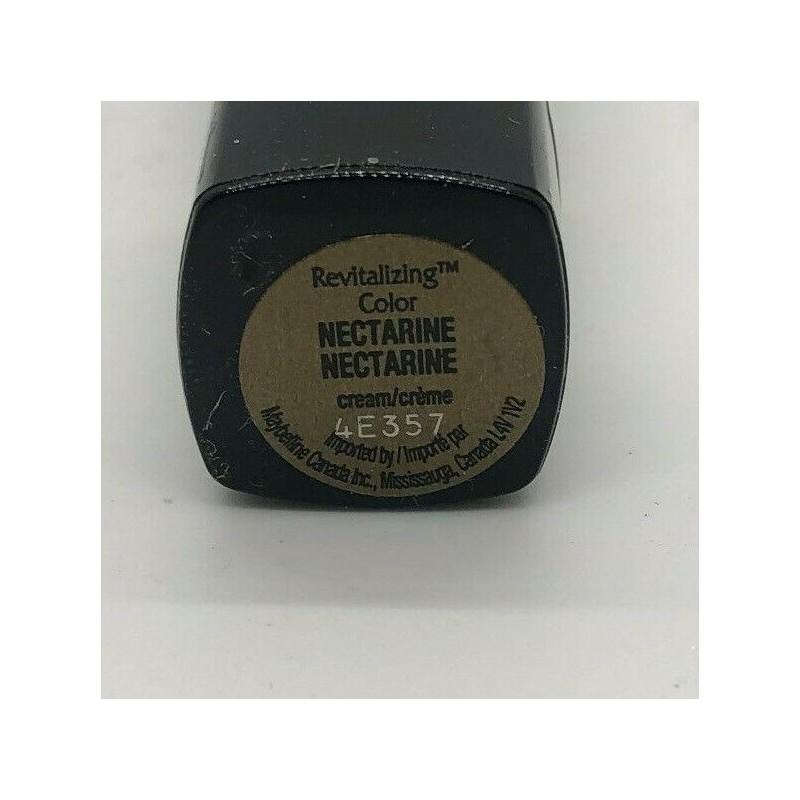 Revitalizing™
Color
NECTARINE
NECTARINE
cream/crème
4E357
Imported by / Importé par
Maybelline Canada Inc., Mississauga, Canada L4V 1V2